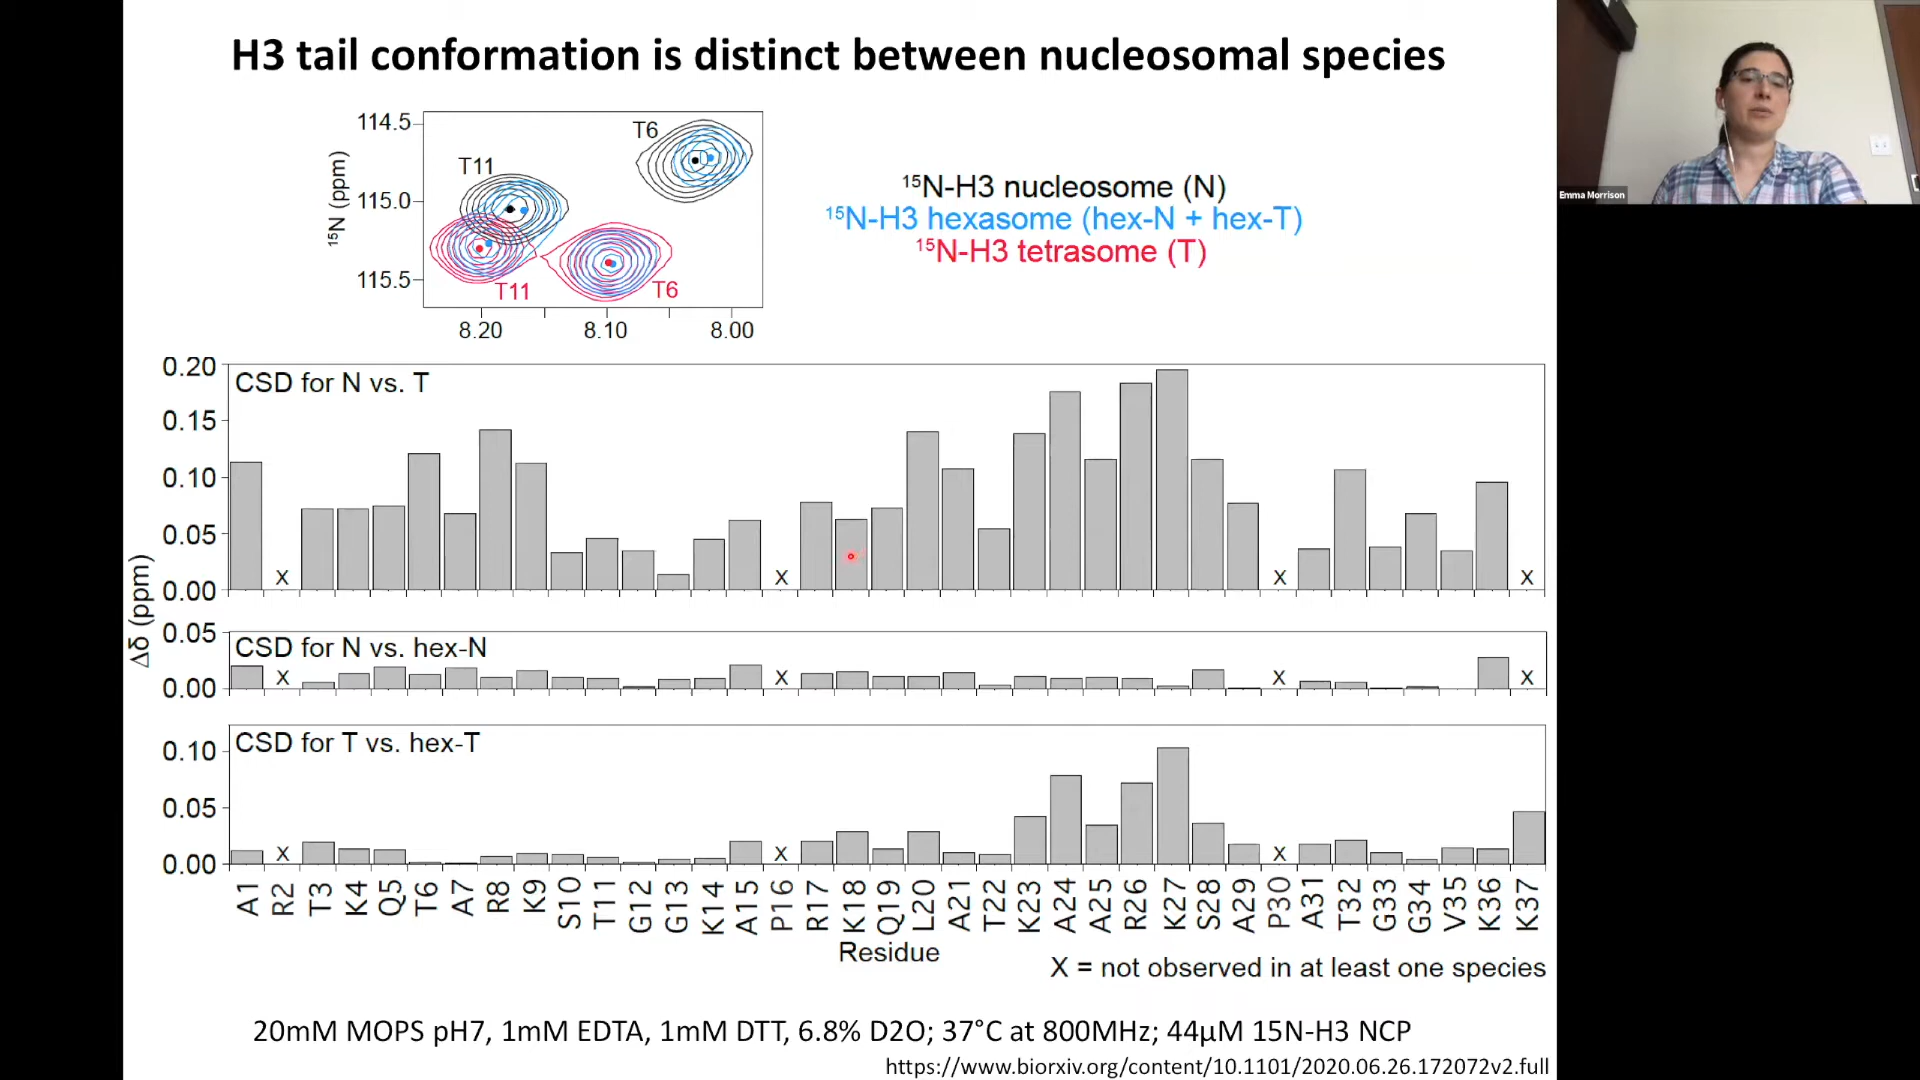 H3 tail conformation is distinct between nucleosomal species
Emma Morrison
114.5
115.0
115.5
15N (ppm)
T6
T11
T11
T6
8.20
8.10
8.00
15N-H3 nucleosome (N)
15N-H3 hexasome (hex-N + hex-T)
15N-H3 tetrasome (T)
Δδ (ppm)
0.20
0.15
0.10
0.05
0.00
CSD for N vs. T
X
X
X
X
0.05
0.00
CSD for N vs. hex-N
X
X
X
X
0.10
0.05
0.00
CSD for T vs. hex-T
X
X
X
A1 R2 T3 K4 Q5 T6 A7 R8 K9 S10 T11 G12 G13 K14 A15 P16 R17 K18 Q19 L20 A21 T22 K23 A24 A25 R26 K27 S28 A29 P30 A31 T32 G33 G34 V35 K36 K37
Residue
X = not observed in at least one species
20mM MOPS pH7, 1mM EDTA, 1mM DTT, 6.8% D2O; 37°C at 800MHz; 44μM 15N-H3 NCP
https://www.biorxiv.org/content/10.1101/2020.06.26.172072v2.full